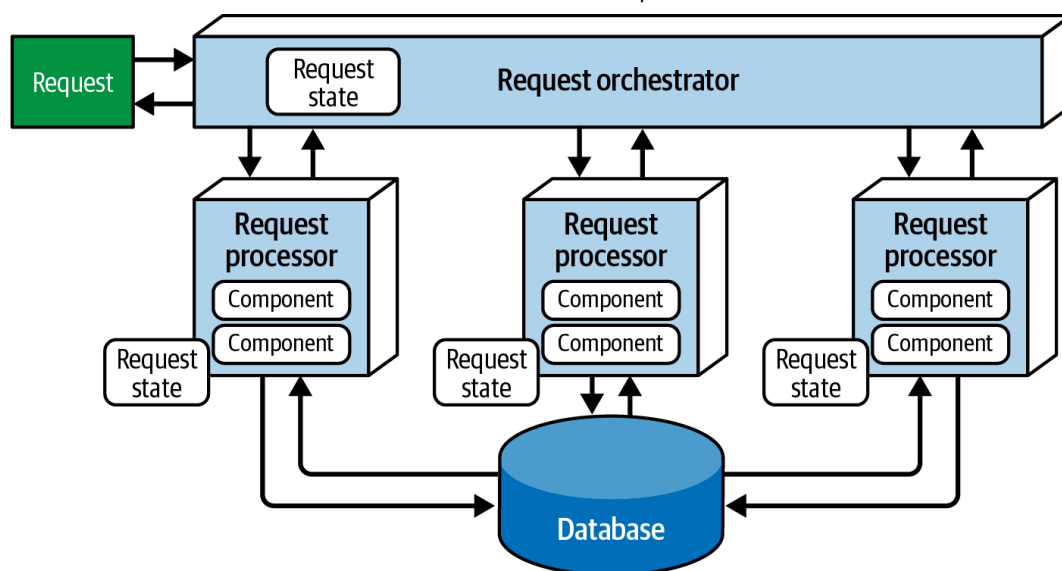 Request
Request
state
Request orchestrator
Request
processor
Component
Component
Request
state
Request
processor
Component
Component
Request
state
Request
processor
Component
Component
Request
state
Database